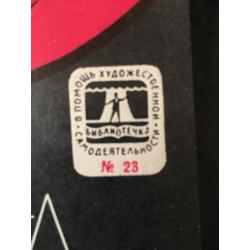 В ПОМОЩЬ ХУДОЖЕСТВЕННОЙ
САМОДЕЯТЕЛЬНОСТИ
БИБЛИОТЕЧКА
№ 23